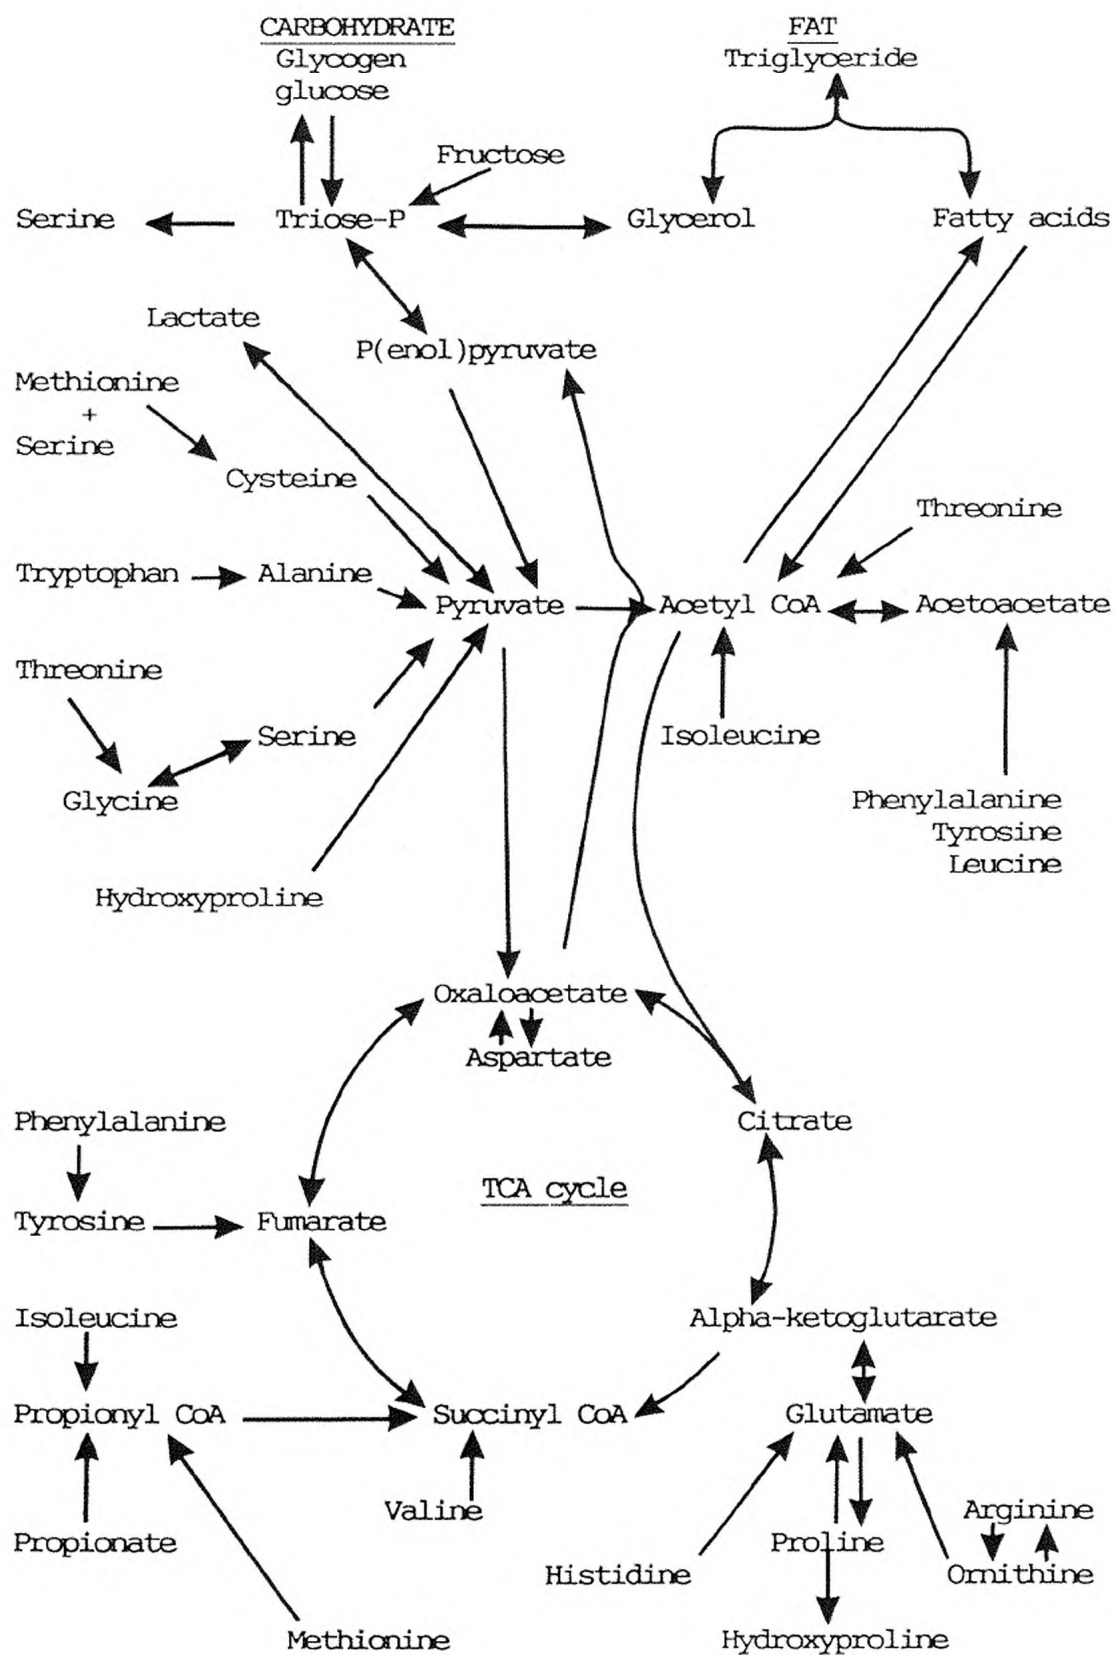 CARBOHYDRATE
FAT
Glycogen
Triglyceride
glucose
Fructose
Serine
Triose-P
Glycerol
Fatty acids
Lactate
P(enol)pyruvate
Methionine
+
Serine
Cysteine
Threonine
Tryptophan
Alanine
Pyruvate
Acetyl CoA
Acetoacetate
Threonine
Serine
Isoleucine
Glycine
Phenylalanine
Tyrosine
Leucine
Hydroxyproline
Oxaloacetate
Aspartate
Phenylalanine
Citrate
TCA cycle
Tyrosine
Fumarate
Isoleucine
Alpha-ketoglutarate
Propionyl CoA
Succinyl CoA
Glutamate
Valine
Arginine
Propionate
Proline
Histidine
Ornithine
Methionine
Hydroxyproline